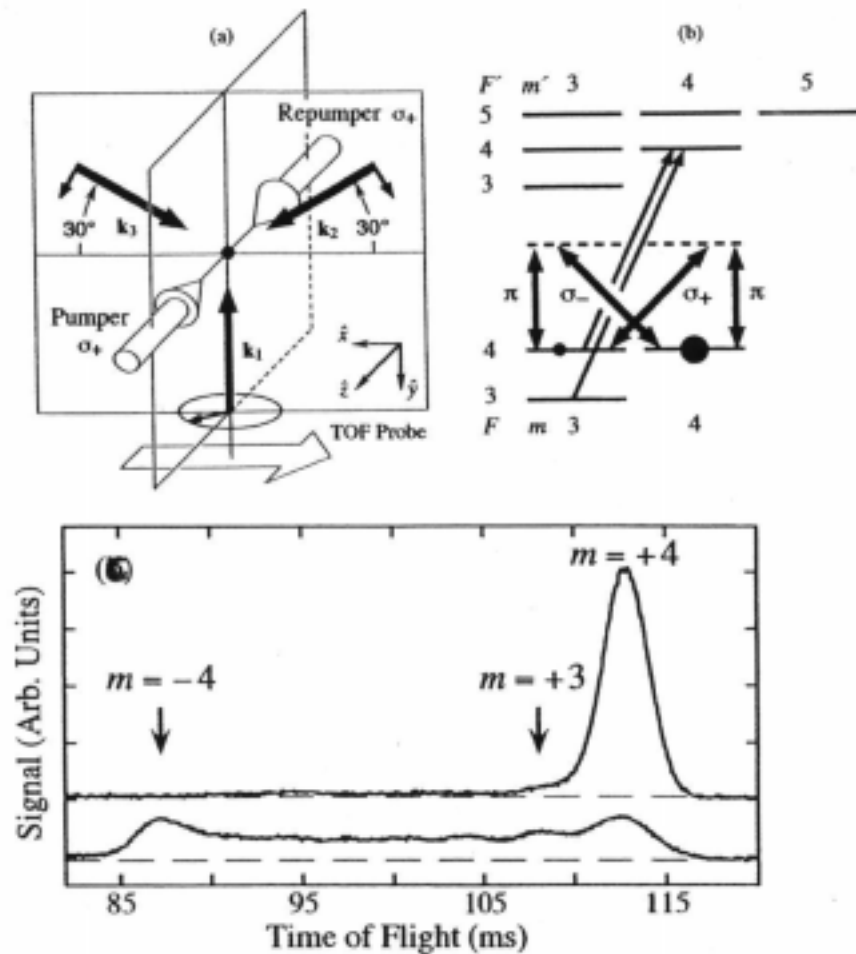 (a)
Repumper σ₊
30°
k₃
k₂
30°
Pumper
σ₊
k₁
x̂
ẑ
ŷ
TOF Probe
(b)
F′ m′ 3 4 5
5
4
3
π σ₋ σ₊ π
4
3
F m 3 4
m = +4
m = −4
m = +3
Signal (Arb. Units)
85 95 105 115
Time of Flight (ms)